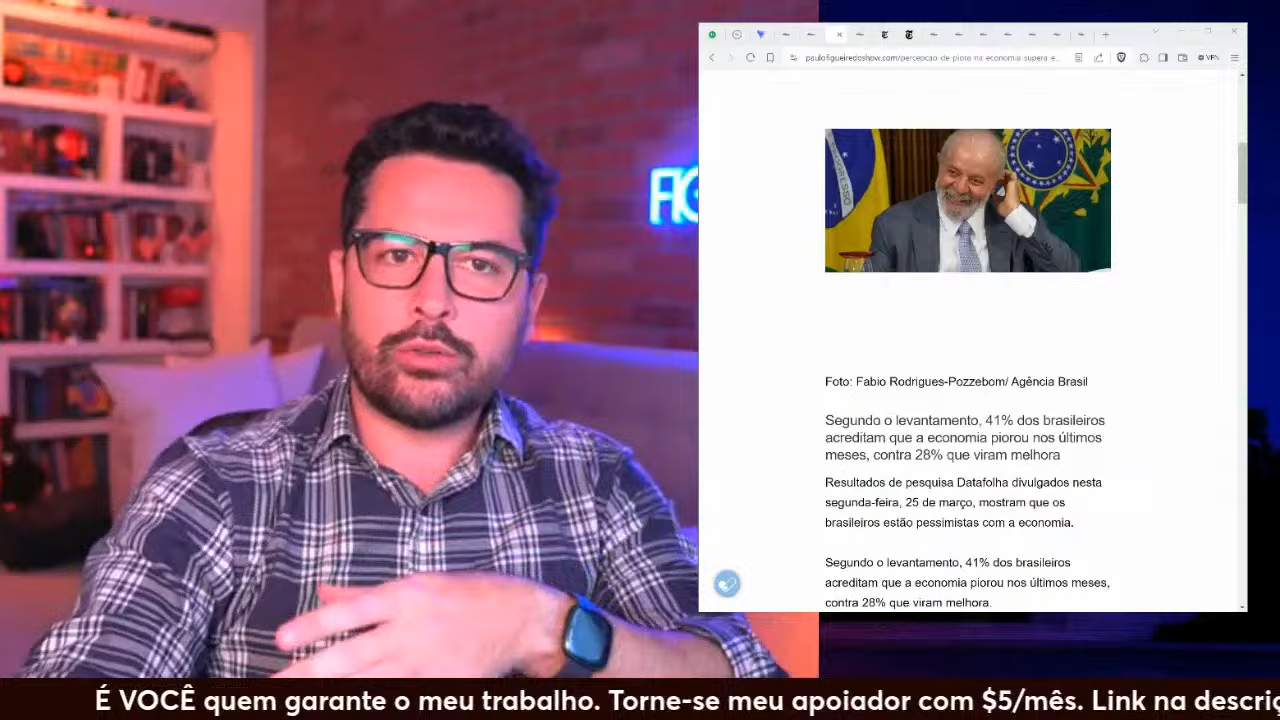 paulofigueiredoshow.com/percepcao-de-piora-na-economia-supera-e...
VPN
FIG
Foto: Fabio Rodrigues-Pozzebom/ Agência Brasil
Segundo o levantamento, 41% dos brasileiros
acreditam que a economia piorou nos últimos
meses, contra 28% que viram melhora
Resultados de pesquisa Datafolha divulgados nesta
segunda-feira, 25 de março, mostram que os
brasileiros estão pessimistas com a economia.
Segundo o levantamento, 41% dos brasileiros
acreditam que a economia piorou nos últimos meses,
contra 28% que viram melhora.
É VOCÊ quem garante o meu trabalho. Torne-se meu apoiador com $5/mês. Link na descriç